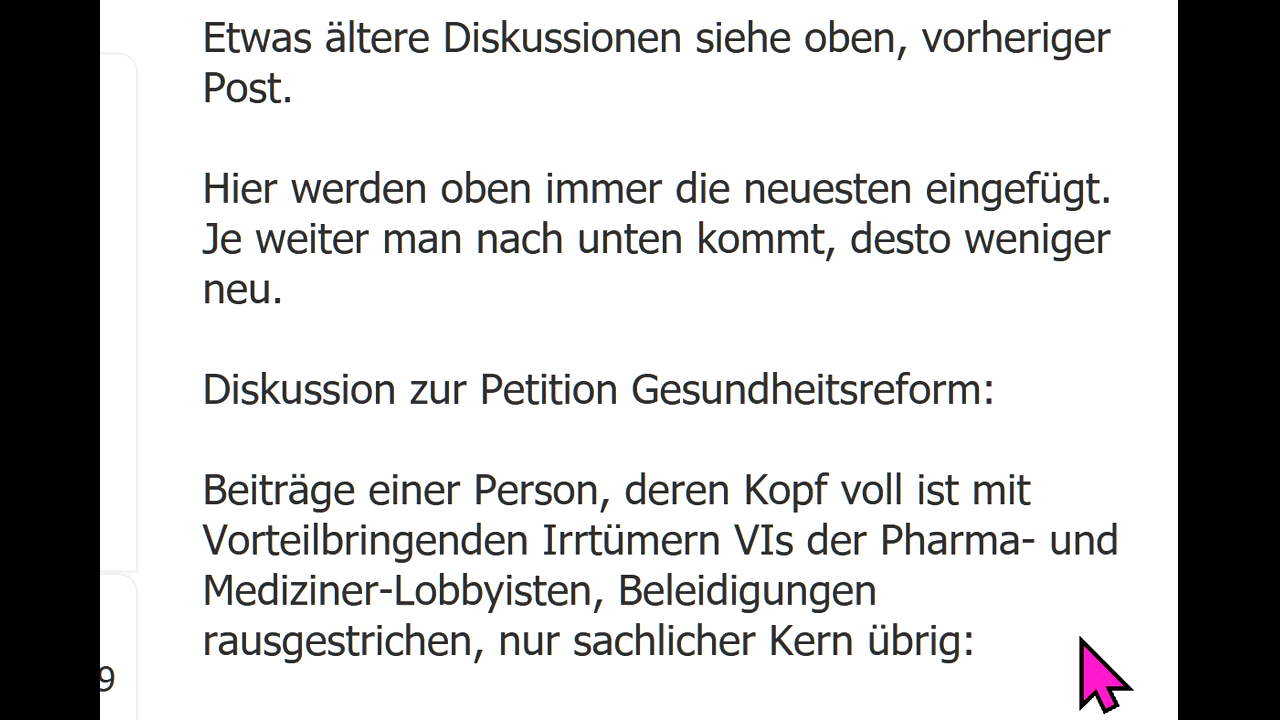 Etwas ältere Diskussionen siehe oben, vorheriger
Post.
Hier werden oben immer die neuesten eingefügt.
Je weiter man nach unten kommt, desto weniger
neu.
Diskussion zur Petition Gesundheitsreform:
Beiträge einer Person, deren Kopf voll ist mit
Vorteilbringenden Irrtümern VIs der Pharma- und
Mediziner-Lobbyisten, Beleidigungen
rausgestrichen, nur sachlicher Kern übrig:
9